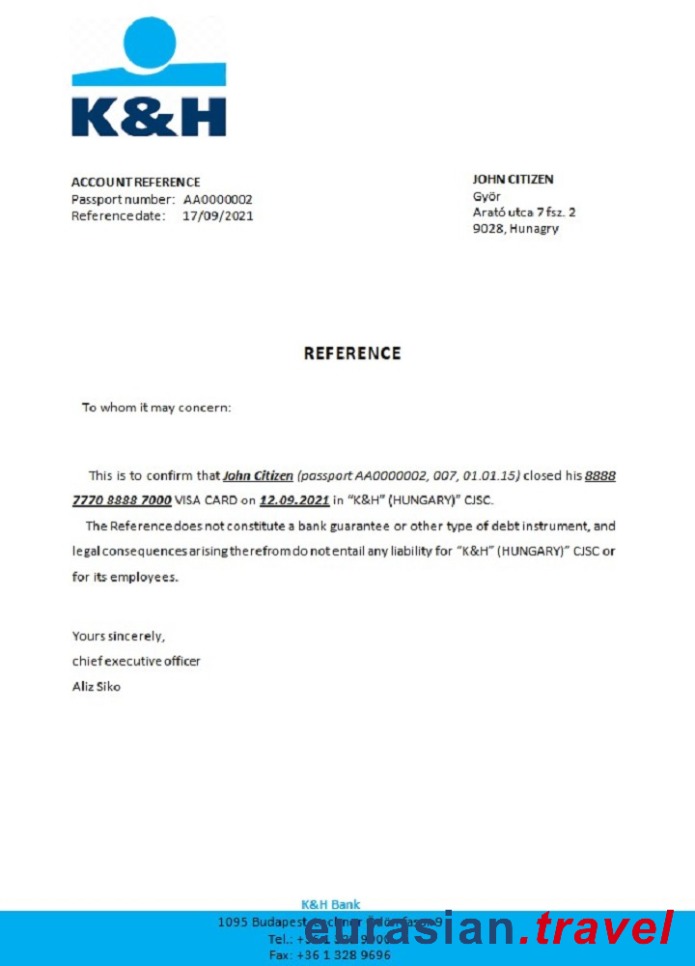 K&H
ACCOUNT REFERENCE
Passport number: AA0000002
Reference date: 17/09/2021
JOHN CITIZEN
Győr
Arató utca 7 fsz. 2
9028, Hunagry
REFERENCE
To whom it may concern:
This is to confirm that John Citizen (passport AA0000002, 007, 01.01.15) closed his 8888
7770 8888 7000 VISA CARD on 12.09.2021 in "K&H" (HUNGARY)" CJSC.
The Reference does not constitute a bank guarantee or other type of debt instrument, and
legal consequences arising therefrom do not entail any liability for "K&H" (HUNGARY)" CJSC or
for its employees.
Yours sincerely,
chief executive officer
Aliz Siko
K&H Bank
1095 Budapest
eurasian.travel
Tel.: +36 1
Fax: +36 1 328 9696